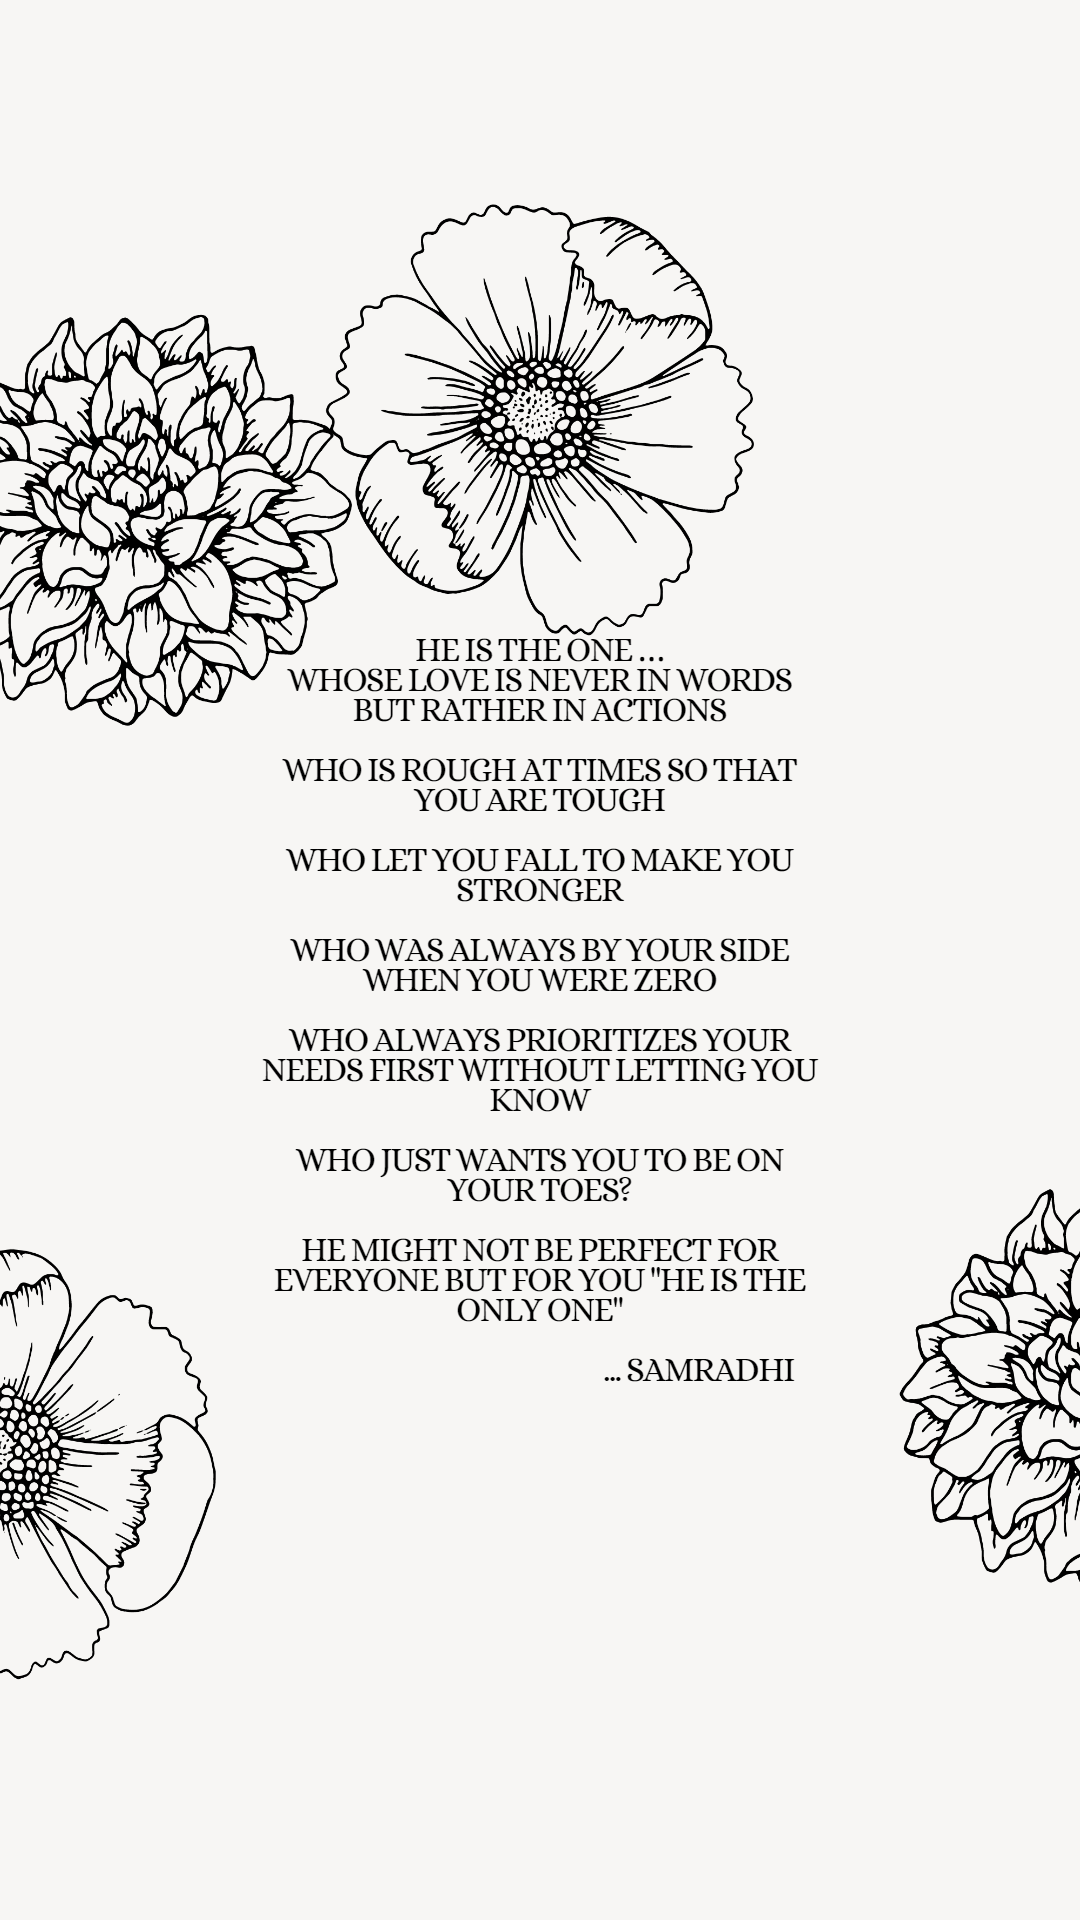 HE IS THE ONE ...
WHOSE LOVE IS NEVER IN WORDS
BUT RATHER IN ACTIONS
WHO IS ROUGH AT TIMES SO THAT
YOU ARE TOUGH
WHO LET YOU FALL TO MAKE YOU
STRONGER
WHO WAS ALWAYS BY YOUR SIDE
WHEN YOU WERE ZERO
WHO ALWAYS PRIORITIZES YOUR
NEEDS FIRST WITHOUT LETTING YOU
KNOW
WHO JUST WANTS YOU TO BE ON
YOUR TOES?
HE MIGHT NOT BE PERFECT FOR
EVERYONE BUT FOR YOU "HE IS THE
ONLY ONE"
... SAMRADHI